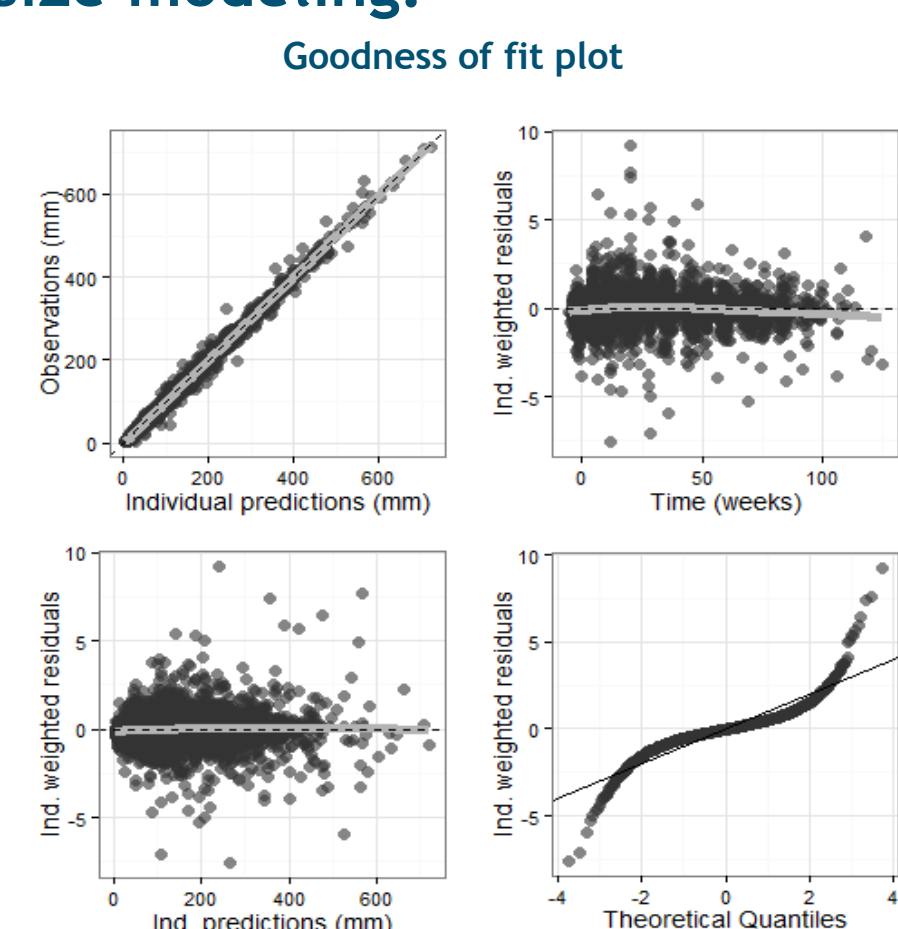 size modeling:
Goodness of fit plot
Observations (mm)
600
400
200
0
0 200 400 600
Individual predictions (mm)
Ind. weighted residuals
10
5
0
-5
0 50 100
Time (weeks)
Ind. weighted residuals
10
5
0
-5
0 200 400 600
Ind. predictions (mm)
Ind. weighted residuals
10
5
0
-5
-4 -2 0 2 4
Theoretical Quantiles